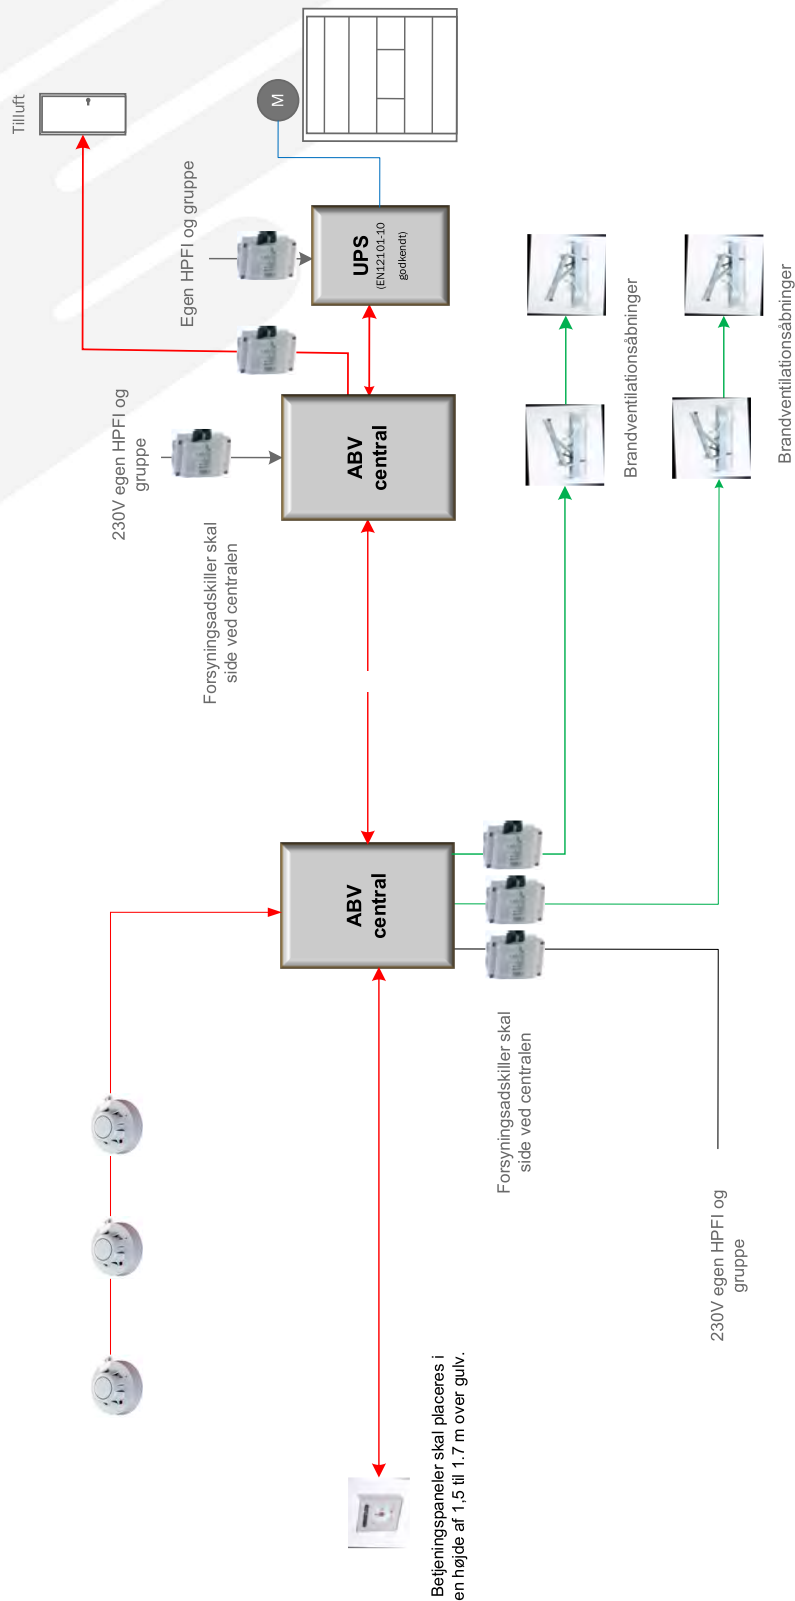 Betjeningspaneler skal placeres i
en højde af 1,5 til 1.7 m over gulv.
ABV
central
Forsyningsadskiller skal
side ved centralen
230V egen HPFI og
gruppe
Forsyningsadskiller skal
side ved centralen
230V egen HPFI og
gruppe
ABV
central
Egen HPFI og gruppe
UPS
(EN12101-10
godkendt)
Tilluft
M
Brandventilationsåbninger
Brandventilationsåbninger